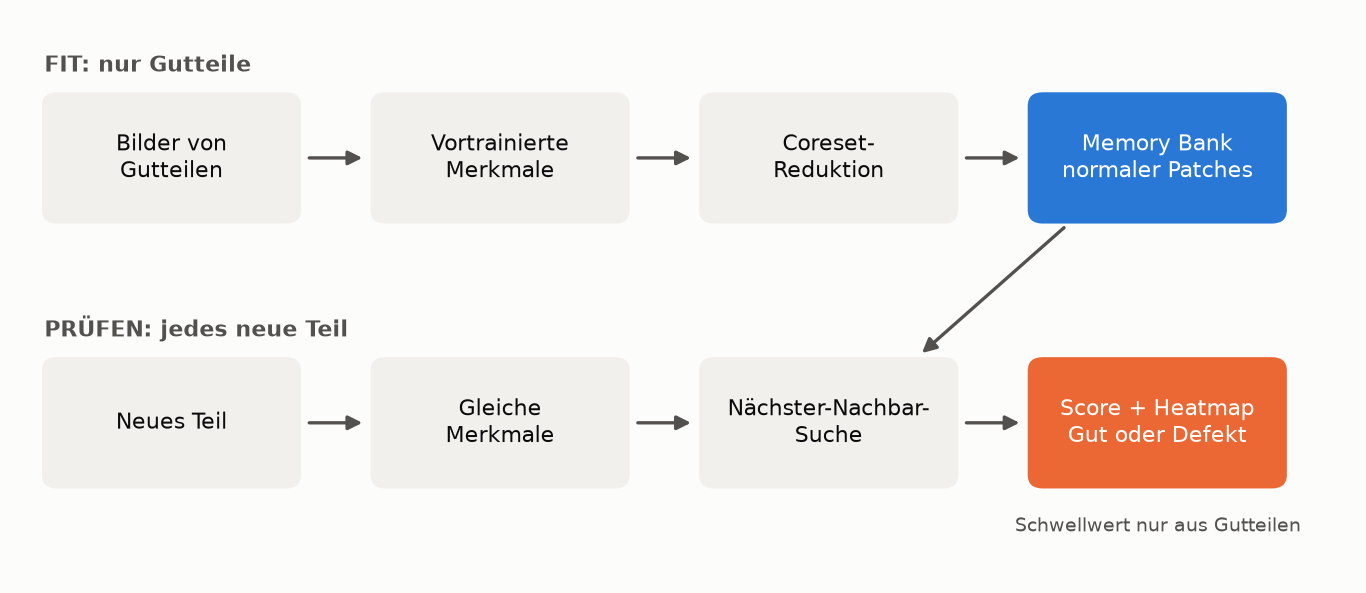 FIT: nur Gutteile
Bilder von
Gutteilen
Vortrainierte
Merkmale
Coreset-
Reduktion
Memory Bank
normaler Patches
PRÜFEN: jedes neue Teil
Neues Teil
Gleiche
Merkmale
Nächster-Nachbar-
Suche
Score + Heatmap
Gut oder Defekt
Schwellwert nur aus Gutteilen